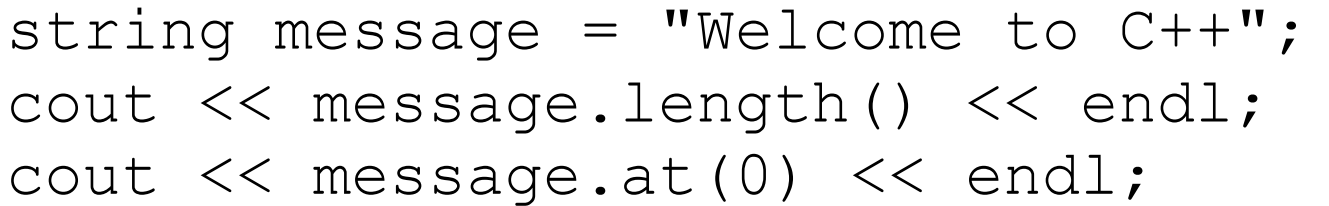 string message = "Welcome to C++";
cout << message.length() << endl;
cout << message.at(0) << endl;